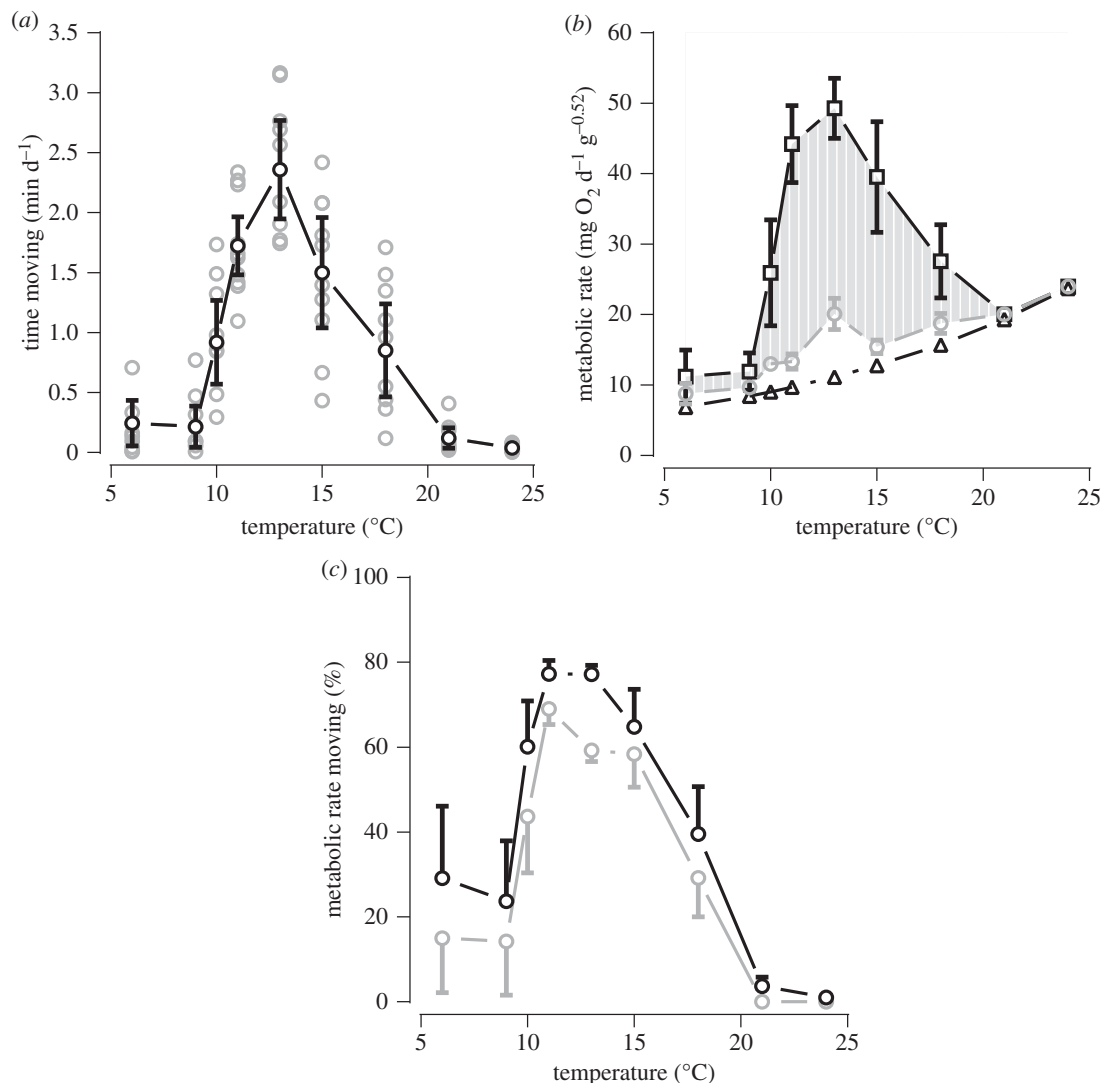 (a)
3.5
3.0
2.5
2.0
1.5
1.0
0.5
0
time moving (min d⁻¹)
5 10 15 20 25
temperature (°C)
(b)
60
50
40
30
20
10
0
metabolic rate (mg O₂ d⁻¹ g⁻⁰·⁵²)
5 10 15 20 25
temperature (°C)
(c)
100
80
60
40
20
0
metabolic rate moving (%)
5 10 15 20 25
temperature (°C)